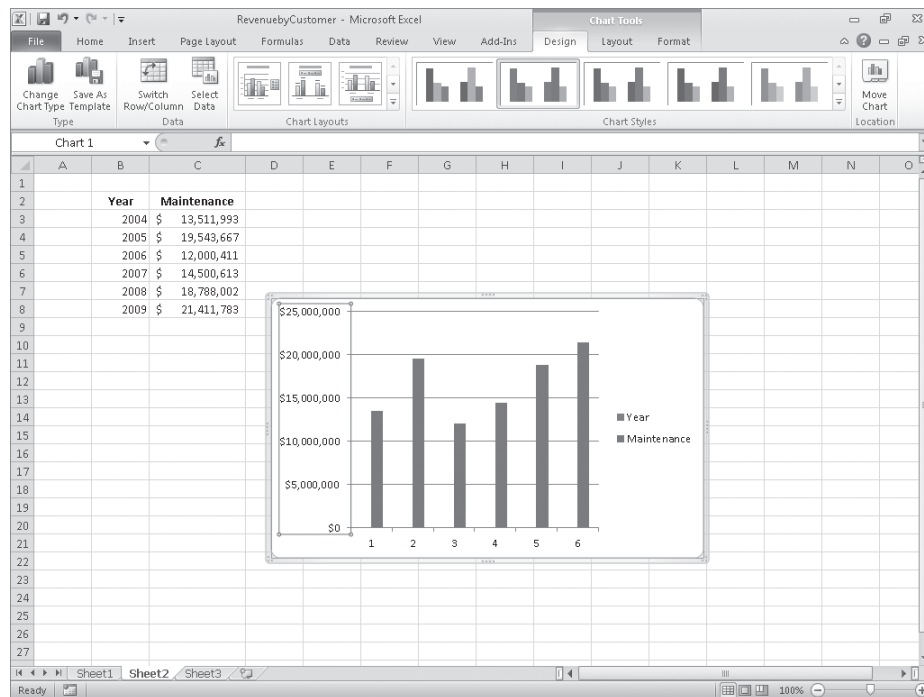 RevenuebyCustomer - Microsoft Excel
Chart Tools
File Home Insert Page Layout Formulas Data Review View Add-Ins Design Layout Format
Change Chart Type
Save As Template
Switch Row/Column
Select Data
Move Chart
Type Data Chart Layouts Chart Styles Location
Chart 1 fx
A B C D E F G H I J K L M N O
1
2 Year Maintenance
3 2004 $ 13,511,993
4 2005 $ 19,543,667
5 2006 $ 12,000,411
6 2007 $ 14,500,613
7 2008 $ 18,788,002
8 2009 $ 21,411,783
9
10
11
12
13
14
15
16
17
18
19
20
21
22
23
24
25
26
27
$25,000,000
$20,000,000
$15,000,000
$10,000,000
$5,000,000
$0
1 2 3 4 5 6
Year
Maintenance
Sheet1 Sheet2 Sheet3
Ready 100%